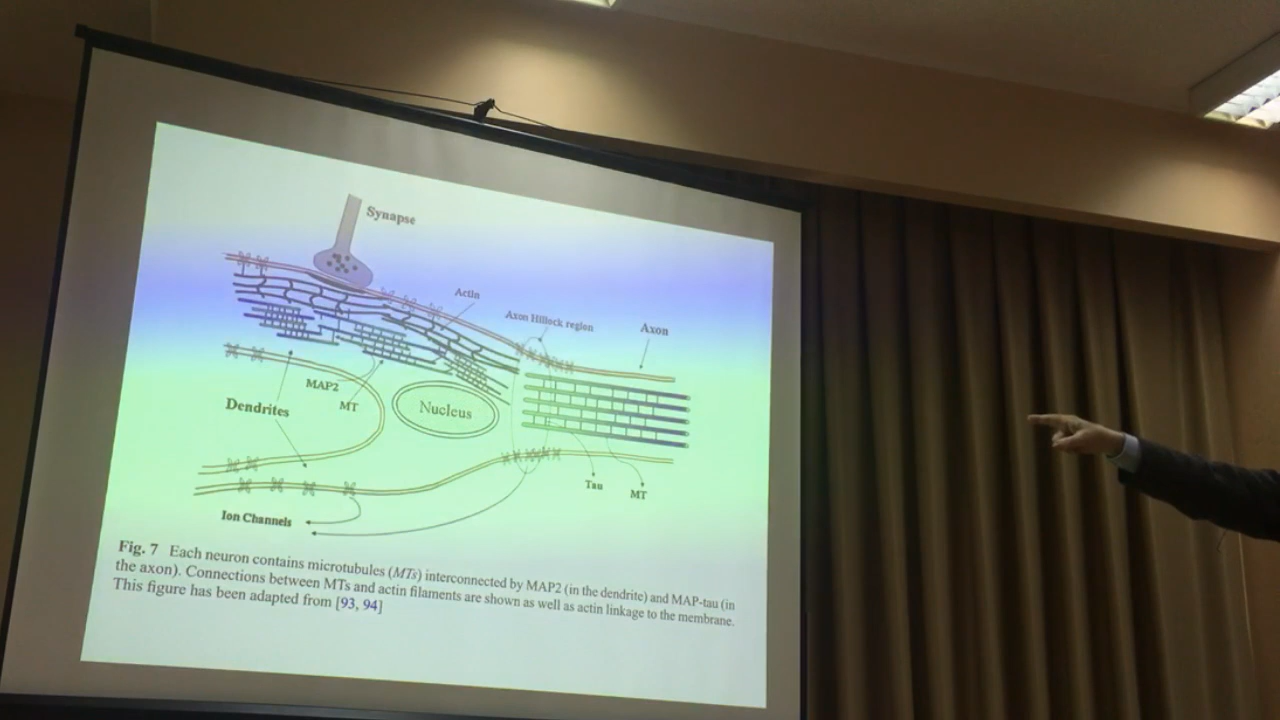 Synapse
Actin
Axon Hillock region
Axon
MAP2
MT
Dendrites
Nucleus
Tau
MT
Ion Channels
Fig. 7 Each neuron contains microtubules (MTs) interconnected by MAP2 (in the dendrite) and MAP-tau (in
the axon). Connections between MTs and actin filaments are shown as well as actin linkage to the membrane.
This figure has been adapted from [93, 94]